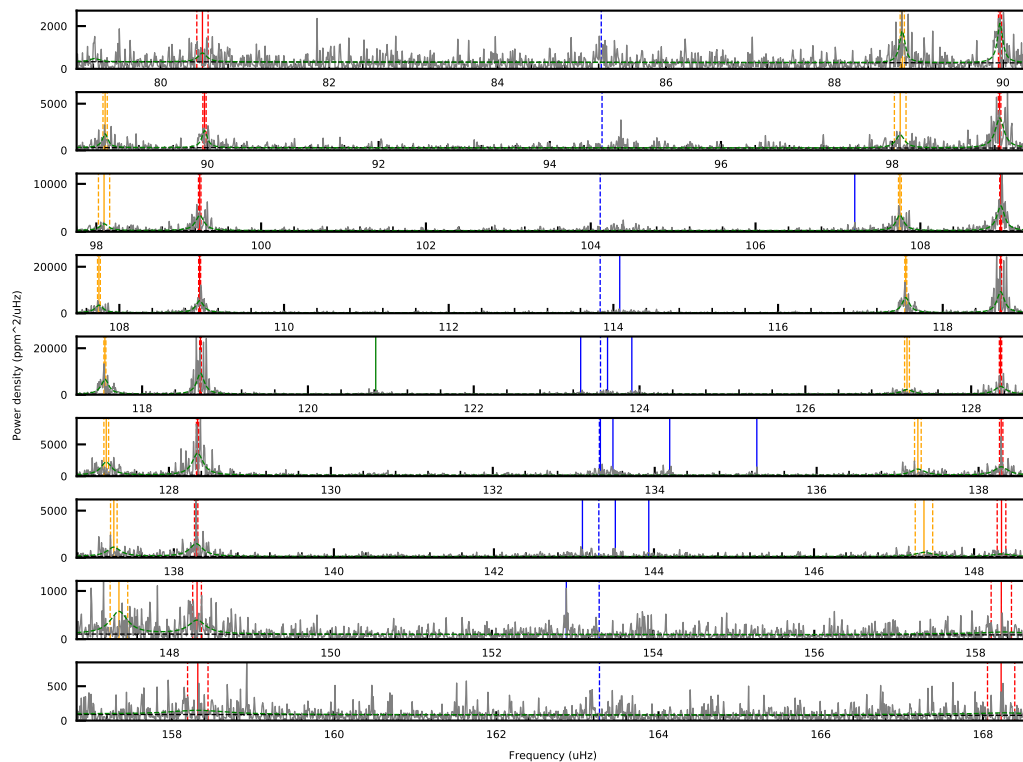 2000
0
80 82 84 86 88 90
5000
0
90 92 94 96 98
10000
0
98 100 102 104 106 108
20000
0
108 110 112 114 116 118
20000
0
118 120 122 124 126 128
5000
0
128 130 132 134 136 138
5000
0
138 140 142 144 146 148
1000
0
148 150 152 154 156 158
500
0
158 160 162 164 166 168
Power density (ppm^2/uHz)
Frequency (uHz)